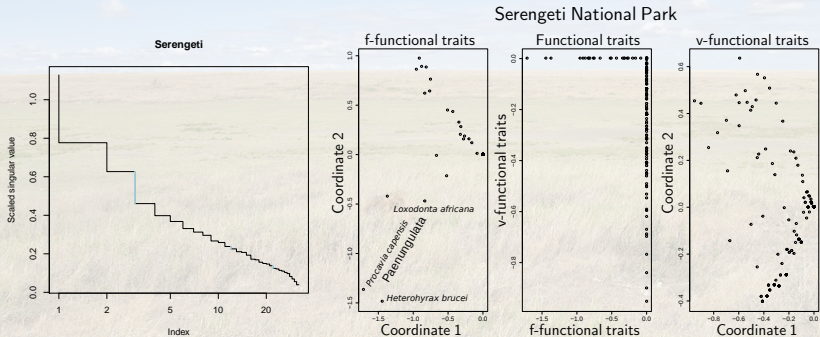 Serengeti National Park
Serengeti
Scaled singular value
1.0
0.8
0.6
0.4
0.2
0.0
1
2
5
10
20
Index
f-functional traits
Coordinate 2
1.0
0.5
0.0
−0.5
−1.0
−1.5
Loxodonta africana
Procavia capensis
Paenungulata
Heterohyrax brucei
−1.5
−1.0
−0.5
0.0
Coordinate 1
Functional traits
v-functional traits
0.0
−0.2
−0.4
−0.6
−0.8
−1.5
−1.0
−0.5
0.0
f-functional traits
v-functional traits
Coordinate 2
0.6
0.4
0.2
0.0
−0.2
−0.4
−0.8
−0.6
−0.4
−0.2
0.0
Coordinate 1